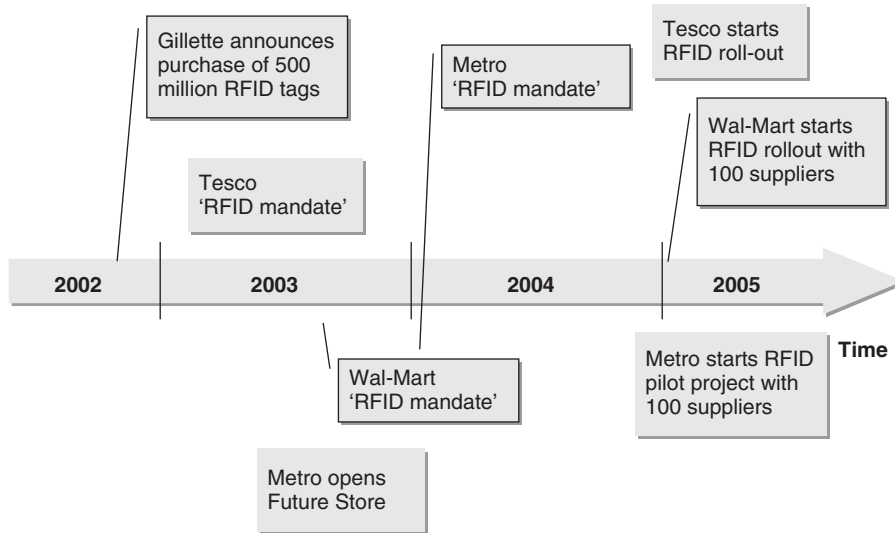 Gillette announces
purchase of 500
million RFID tags
Metro
‘RFID mandate’
Tesco starts
RFID roll-out
Wal-Mart starts
RFID rollout with
100 suppliers
Tesco
‘RFID mandate’
2002
2003
2004
2005
Time
Wal-Mart
‘RFID mandate’
Metro starts RFID
pilot project with
100 suppliers
Metro opens
Future Store